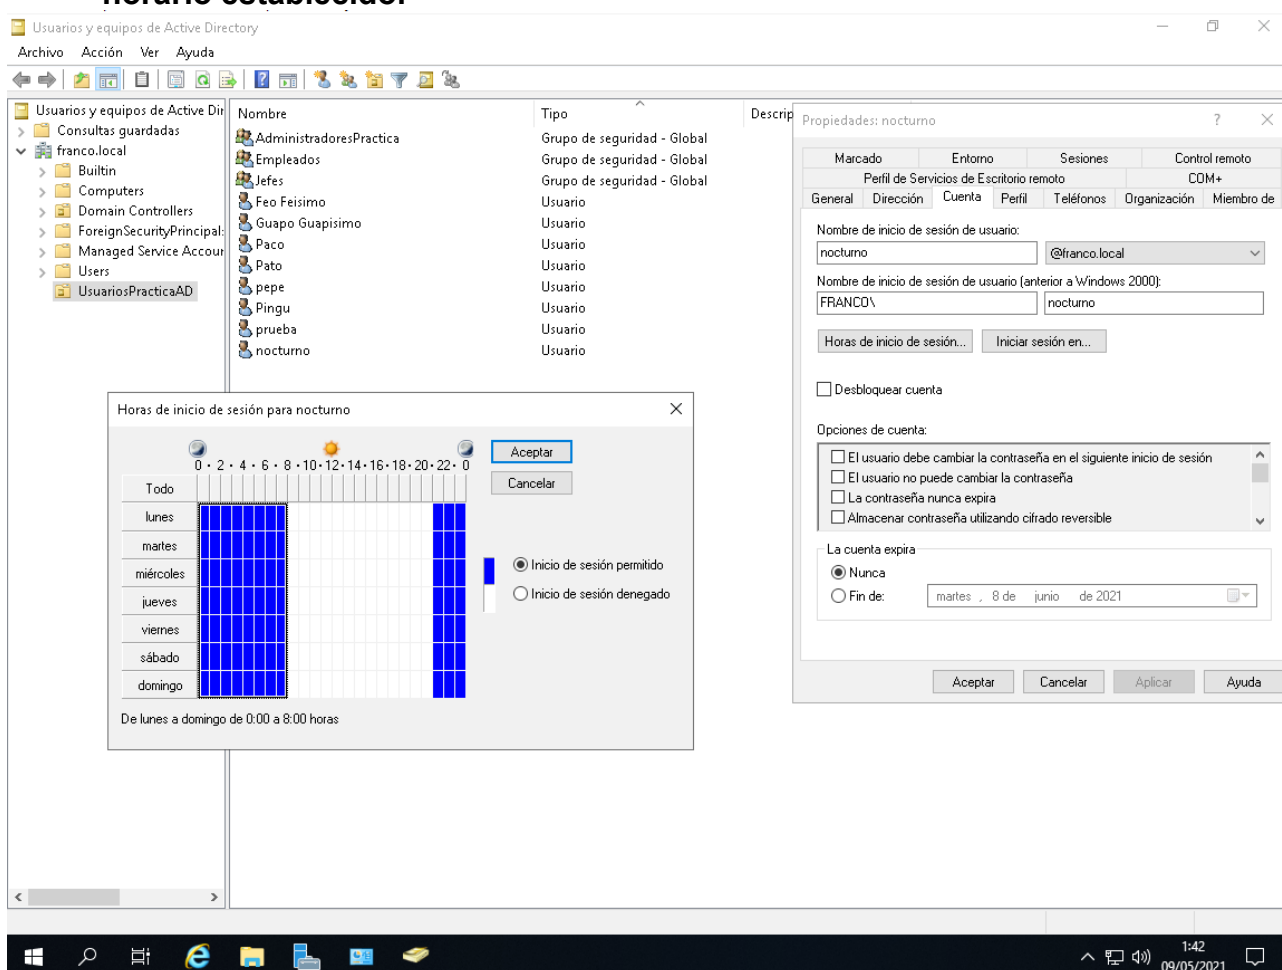 horario establecido.
Usuarios y equipos de Active Directory
Archivo Acción Ver Ayuda
Usuarios y equipos de Active Dir
Consultas guardadas
franco.local
Builtin
Computers
Domain Controllers
ForeignSecurityPrincipal:
Managed Service Accour
Users
UsuariosPracticaAD
Nombre Tipo Descrip
AdministradoresPractica Grupo de seguridad - Global
Empleados Grupo de seguridad - Global
Jefes Grupo de seguridad - Global
Feo Feisimo Usuario
Guapo Guapisimo Usuario
Paco Usuario
Pato Usuario
pepe Usuario
Pingu Usuario
prueba Usuario
nocturno Usuario
Propiedades: nocturno ?
Marcado Entorno Sesiones Control remoto
Perfil de Servicios de Escritorio remoto COM+
General Dirección Cuenta Perfil Teléfonos Organización Miembro de
Nombre de inicio de sesión de usuario:
nocturno @franco.local
Nombre de inicio de sesión de usuario (anterior a Windows 2000):
FRANCO\ nocturno
Horas de inicio de sesión... Iniciar sesión en...
Desbloquear cuenta
Opciones de cuenta:
El usuario debe cambiar la contraseña en el siguiente inicio de sesión
El usuario no puede cambiar la contraseña
La contraseña nunca expira
Almacenar contraseña utilizando cifrado reversible
La cuenta expira
Nunca
Fin de: martes , 8 de junio de 2021
Aceptar Cancelar Aplicar Ayuda
Horas de inicio de sesión para nocturno
0 · 2 · 4 · 6 · 8 · 10 · 12 · 14 · 16 · 18 · 20 · 22 · 0
Todo
lunes
martes
miércoles
jueves
viernes
sábado
domingo
Aceptar
Cancelar
Inicio de sesión permitido
Inicio de sesión denegado
De lunes a domingo de 0:00 a 8:00 horas
1:42
09/05/2021